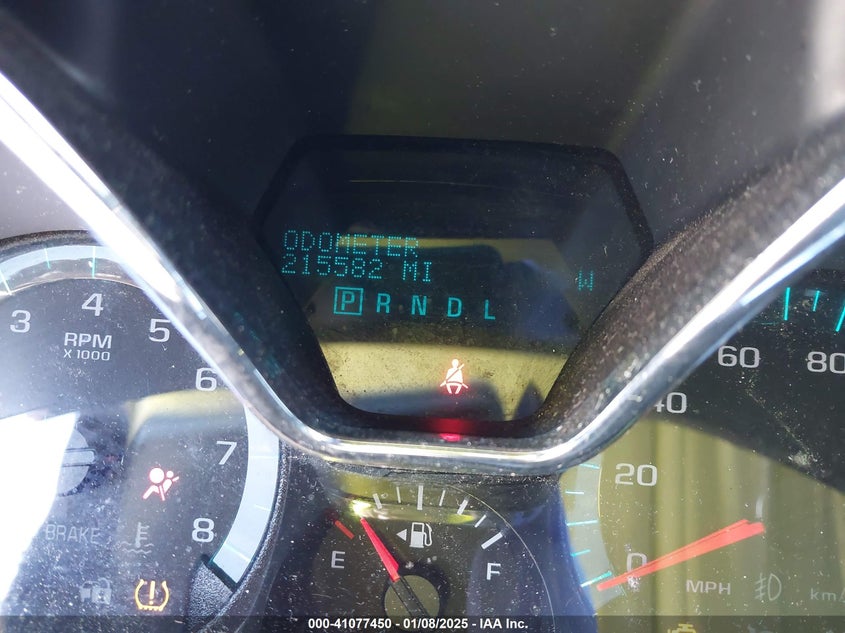 ODOMETER
215582 MI
W
P R N D L
3 4 5 6 7 8
RPM
X 1000
BRAKE
E F
0 20 40 60 80
MPH
km/
000-41077450 - 01/08/2025 - IAA Inc.